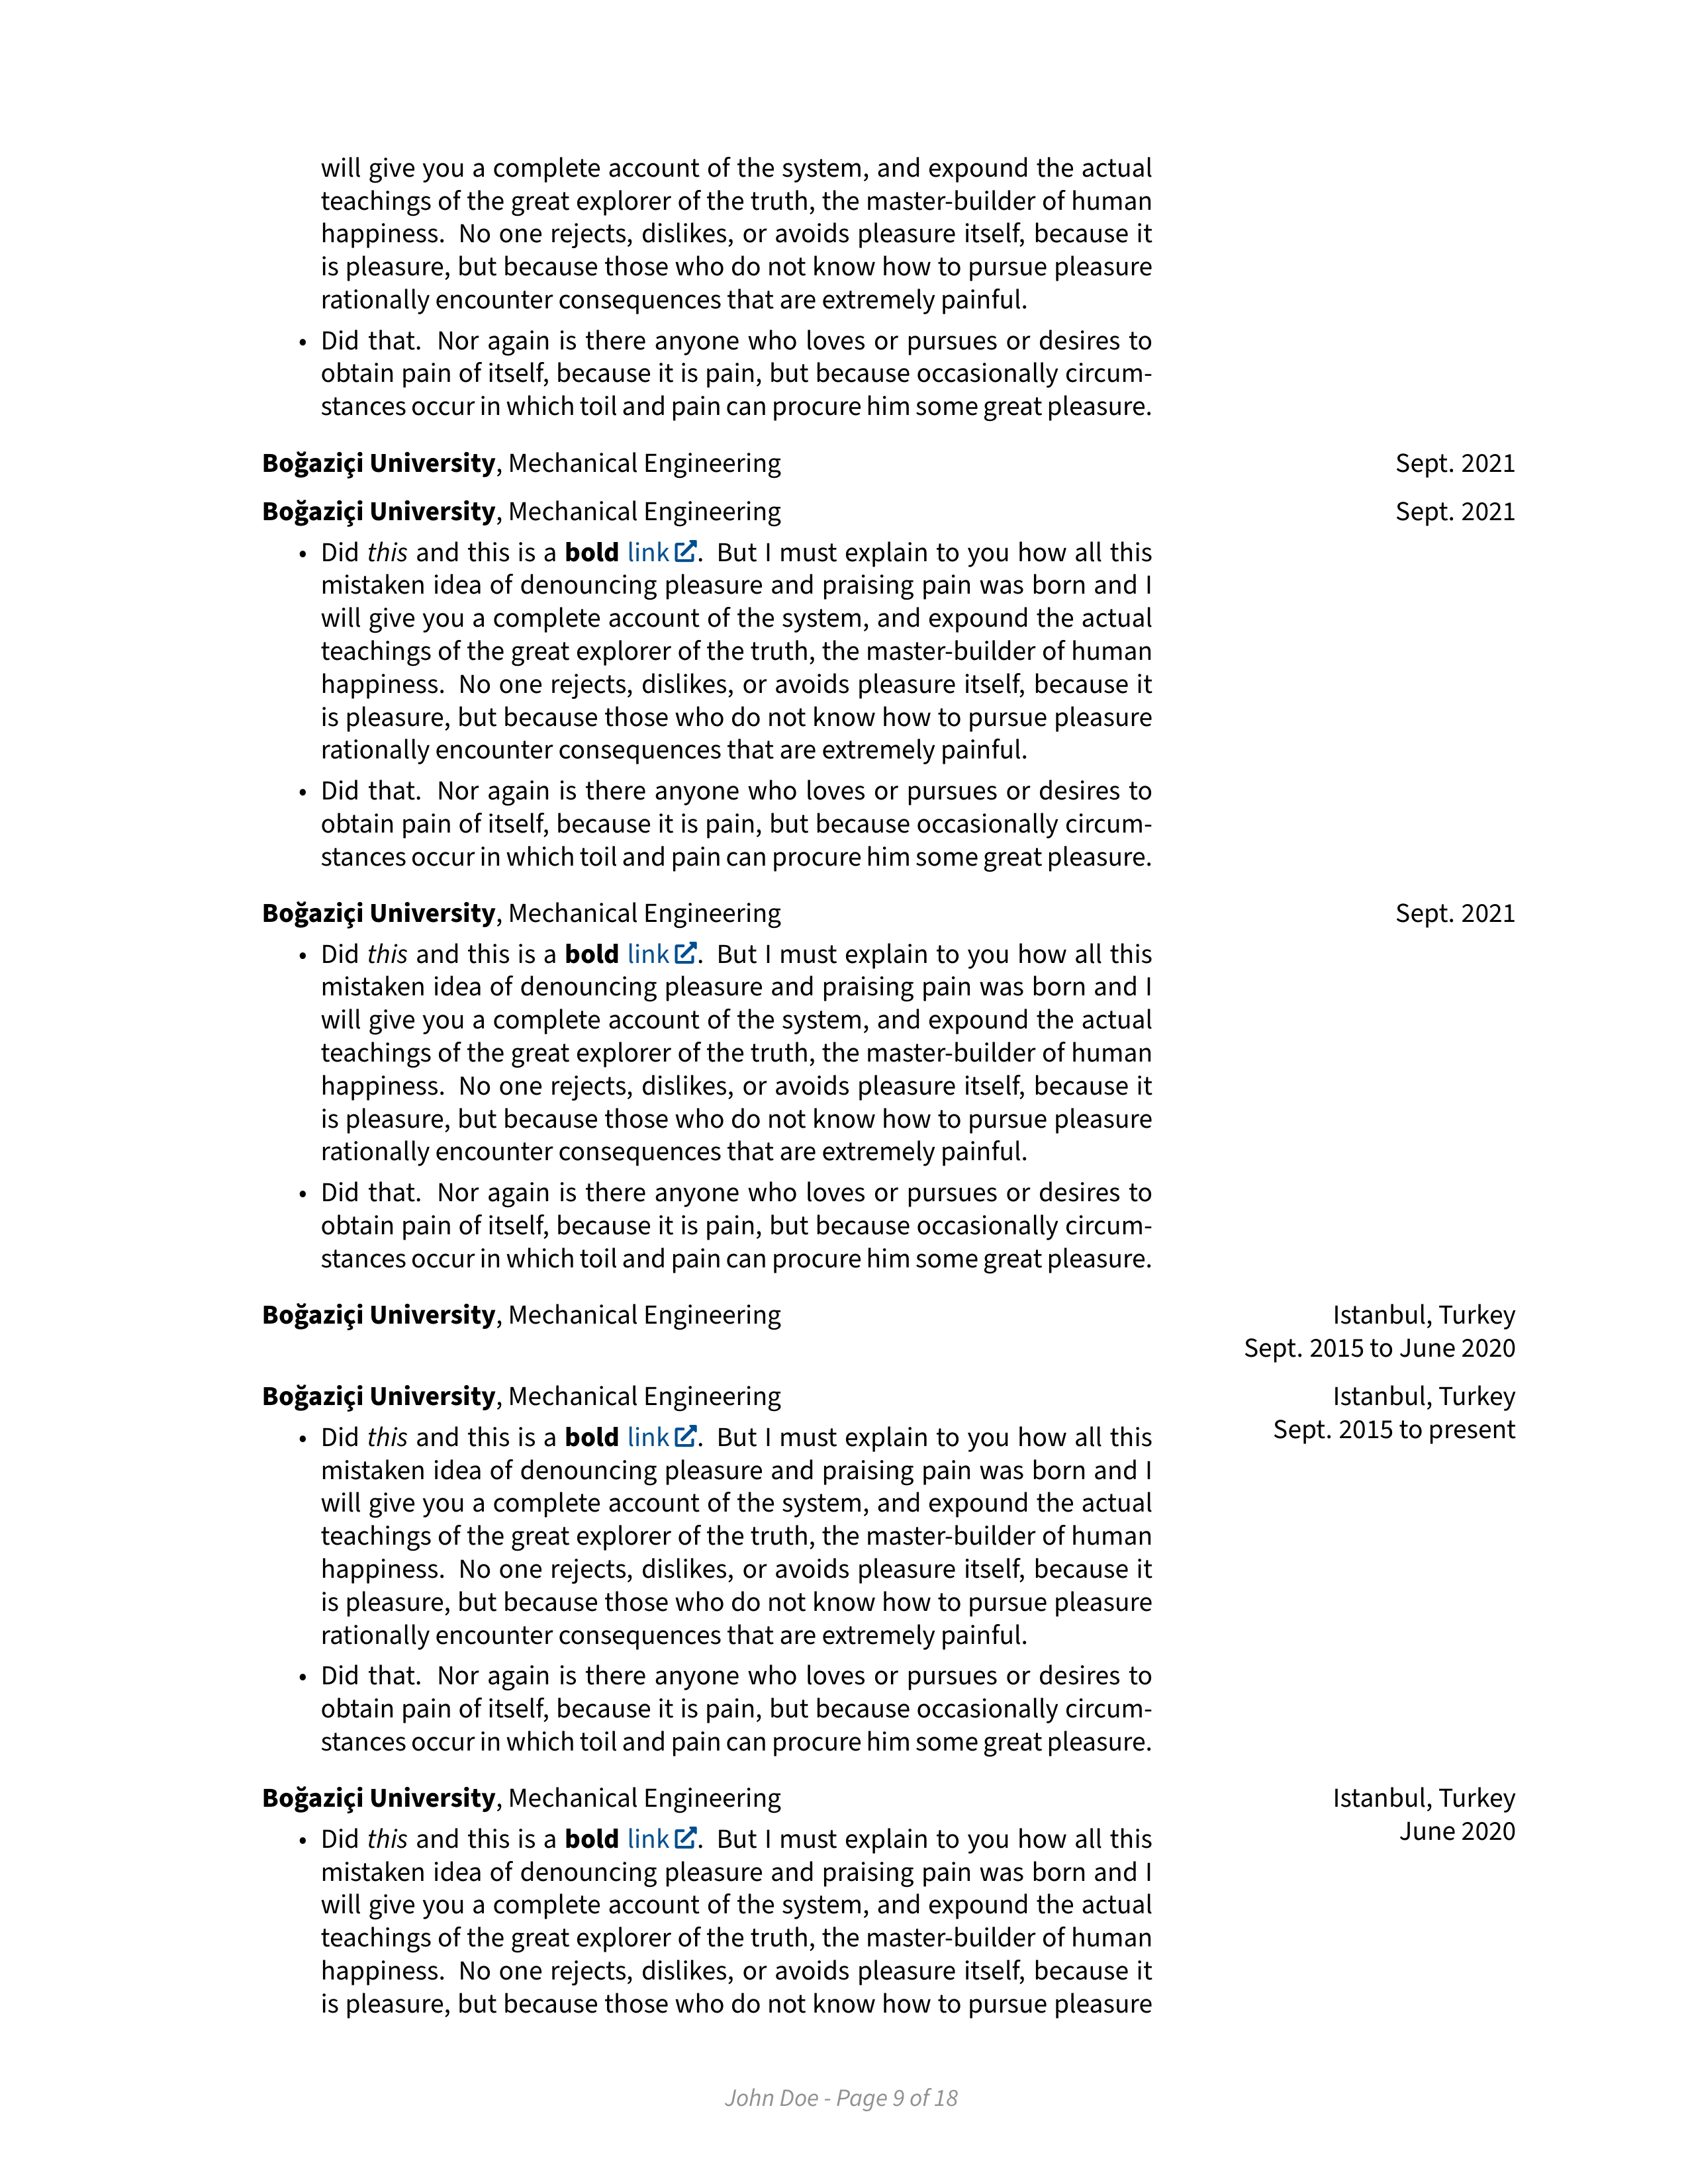 will give you a complete account of the system, and expound the actual
teachings of the great explorer of the truth, the master-builder of human
happiness. No one rejects, dislikes, or avoids pleasure itself, because it
is pleasure, but because those who do not know how to pursue pleasure
rationally encounter consequences that are extremely painful.
• Did that. Nor again is there anyone who loves or pursues or desires to
obtain pain of itself, because it is pain, but because occasionally circum-
stances occur in which toil and pain can procure him some great pleasure.
Boğaziçi University, Mechanical Engineering Sept. 2021
Boğaziçi University, Mechanical Engineering Sept. 2021
• Did this and this is a bold link. But I must explain to you how all this
mistaken idea of denouncing pleasure and praising pain was born and I
will give you a complete account of the system, and expound the actual
teachings of the great explorer of the truth, the master-builder of human
happiness. No one rejects, dislikes, or avoids pleasure itself, because it
is pleasure, but because those who do not know how to pursue pleasure
rationally encounter consequences that are extremely painful.
• Did that. Nor again is there anyone who loves or pursues or desires to
obtain pain of itself, because it is pain, but because occasionally circum-
stances occur in which toil and pain can procure him some great pleasure.
Boğaziçi University, Mechanical Engineering Sept. 2021
• Did this and this is a bold link. But I must explain to you how all this
mistaken idea of denouncing pleasure and praising pain was born and I
will give you a complete account of the system, and expound the actual
teachings of the great explorer of the truth, the master-builder of human
happiness. No one rejects, dislikes, or avoids pleasure itself, because it
is pleasure, but because those who do not know how to pursue pleasure
rationally encounter consequences that are extremely painful.
• Did that. Nor again is there anyone who loves or pursues or desires to
obtain pain of itself, because it is pain, but because occasionally circum-
stances occur in which toil and pain can procure him some great pleasure.
Boğaziçi University, Mechanical Engineering Istanbul, Turkey
Sept. 2015 to June 2020
Boğaziçi University, Mechanical Engineering Istanbul, Turkey
Sept. 2015 to present
• Did this and this is a bold link. But I must explain to you how all this
mistaken idea of denouncing pleasure and praising pain was born and I
will give you a complete account of the system, and expound the actual
teachings of the great explorer of the truth, the master-builder of human
happiness. No one rejects, dislikes, or avoids pleasure itself, because it
is pleasure, but because those who do not know how to pursue pleasure
rationally encounter consequences that are extremely painful.
• Did that. Nor again is there anyone who loves or pursues or desires to
obtain pain of itself, because it is pain, but because occasionally circum-
stances occur in which toil and pain can procure him some great pleasure.
Boğaziçi University, Mechanical Engineering Istanbul, Turkey
June 2020
• Did this and this is a bold link. But I must explain to you how all this
mistaken idea of denouncing pleasure and praising pain was born and I
will give you a complete account of the system, and expound the actual
teachings of the great explorer of the truth, the master-builder of human
happiness. No one rejects, dislikes, or avoids pleasure itself, because it
is pleasure, but because those who do not know how to pursue pleasure
John Doe - Page 9 of 18